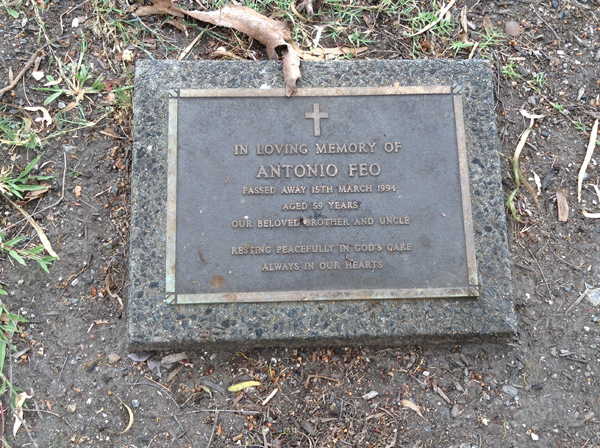 IN LOVING MEMORY OF
ANTONIO FEO
PASSED AWAY 15TH MARCH 1994
AGED 59 YEARS
OUR BELOVED BROTHER AND UNCLE
RESTING PEACEFULLY IN GOD'S CARE
ALWAYS IN OUR HEARTS